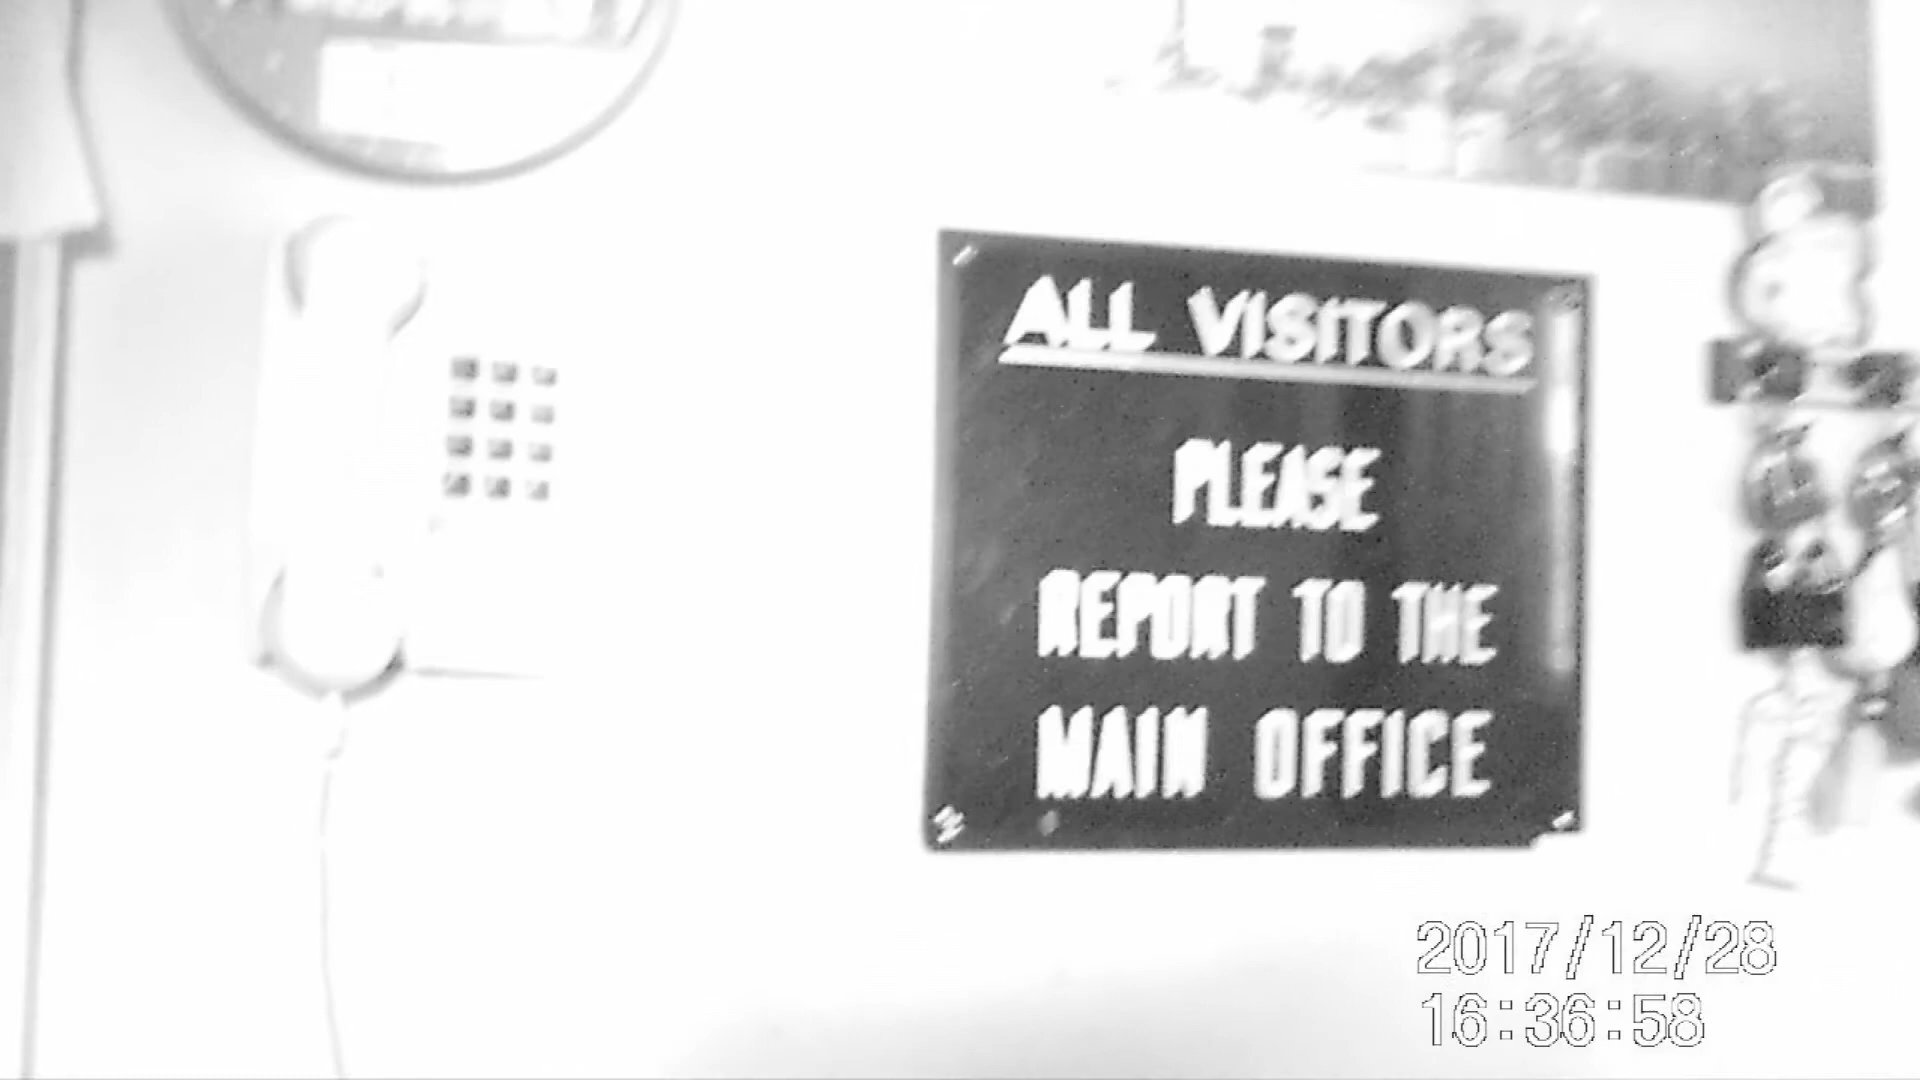 ALL VISITORS
PLEASE
REPORT TO THE
MAIN OFFICE
2017/12/28
16:36:58